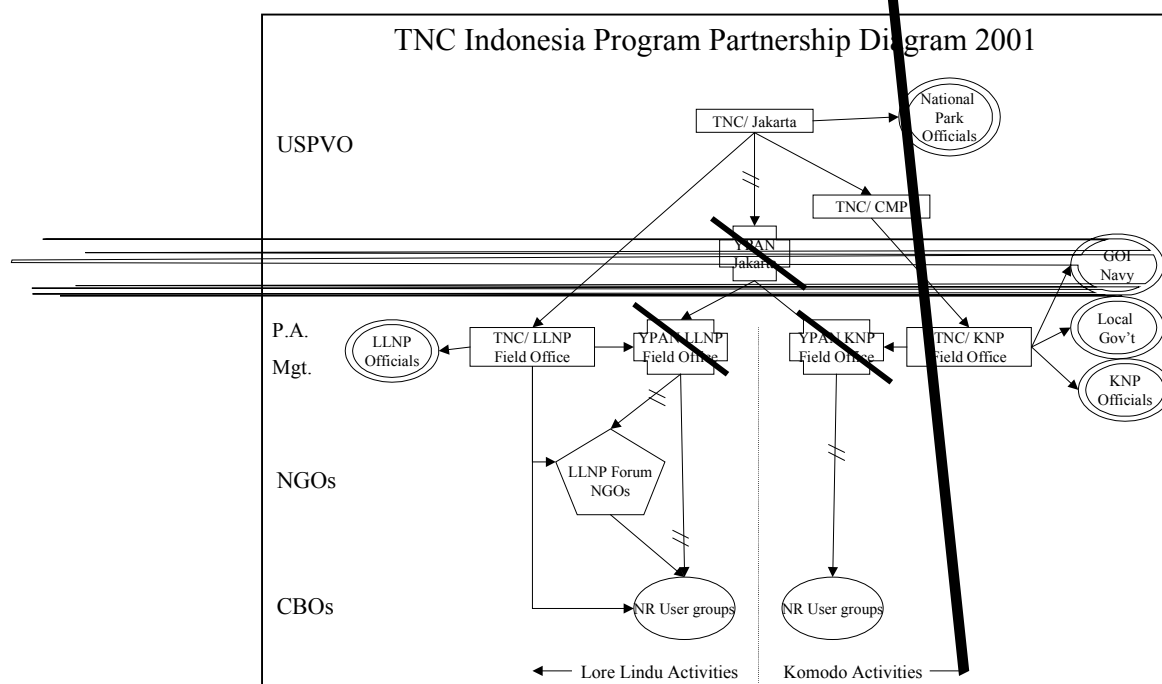 TNC Indonesia Program Partnership Diagram 2001
National
Park
Officials
TNC/ Jakarta
USPVO
TNC/ CMP
YPAN
Jakarta
GOI
Navy
P.A.
Mgt.
LLNP
Officials
TNC/ LLNP
Field Office
YPAN LLNP
Field Office
YPAN KNP
Field Office
TNC/ KNP
Field Office
Local
Gov't
KNP
Officials
NGOs
LLNP Forum
NGOs
CBOs
NR User groups
NR User groups
Lore Lindu Activities
Komodo Activities